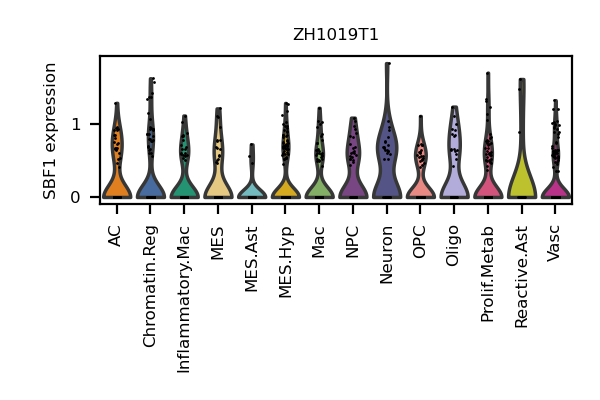 ZH1019T1
SBF1 expression
1
0
AC
Chromatin.Reg
Inflammatory.Mac
MES
MES.Ast
MES.Hyp
Mac
NPC
Neuron
OPC
Oligo
Prolif.Metab
Reactive.Ast
Vasc